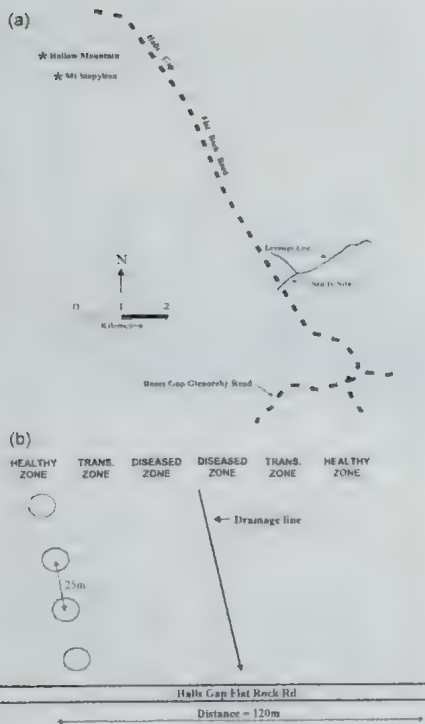 (a)
* Hollow Mountain
* Mt Stapylton
Halls Gap
Flat Rock Road
N
0 1 2
Kilometres
Study Site
Roses Gap Glenorchy Road
(b)
HEALTHY ZONE
TRANS. ZONE
DISEASED ZONE
DISEASED ZONE
TRANS. ZONE
HEALTHY ZONE
Drainage line
25m
Halls Gap Flat Rock Rd
Distance = 120m